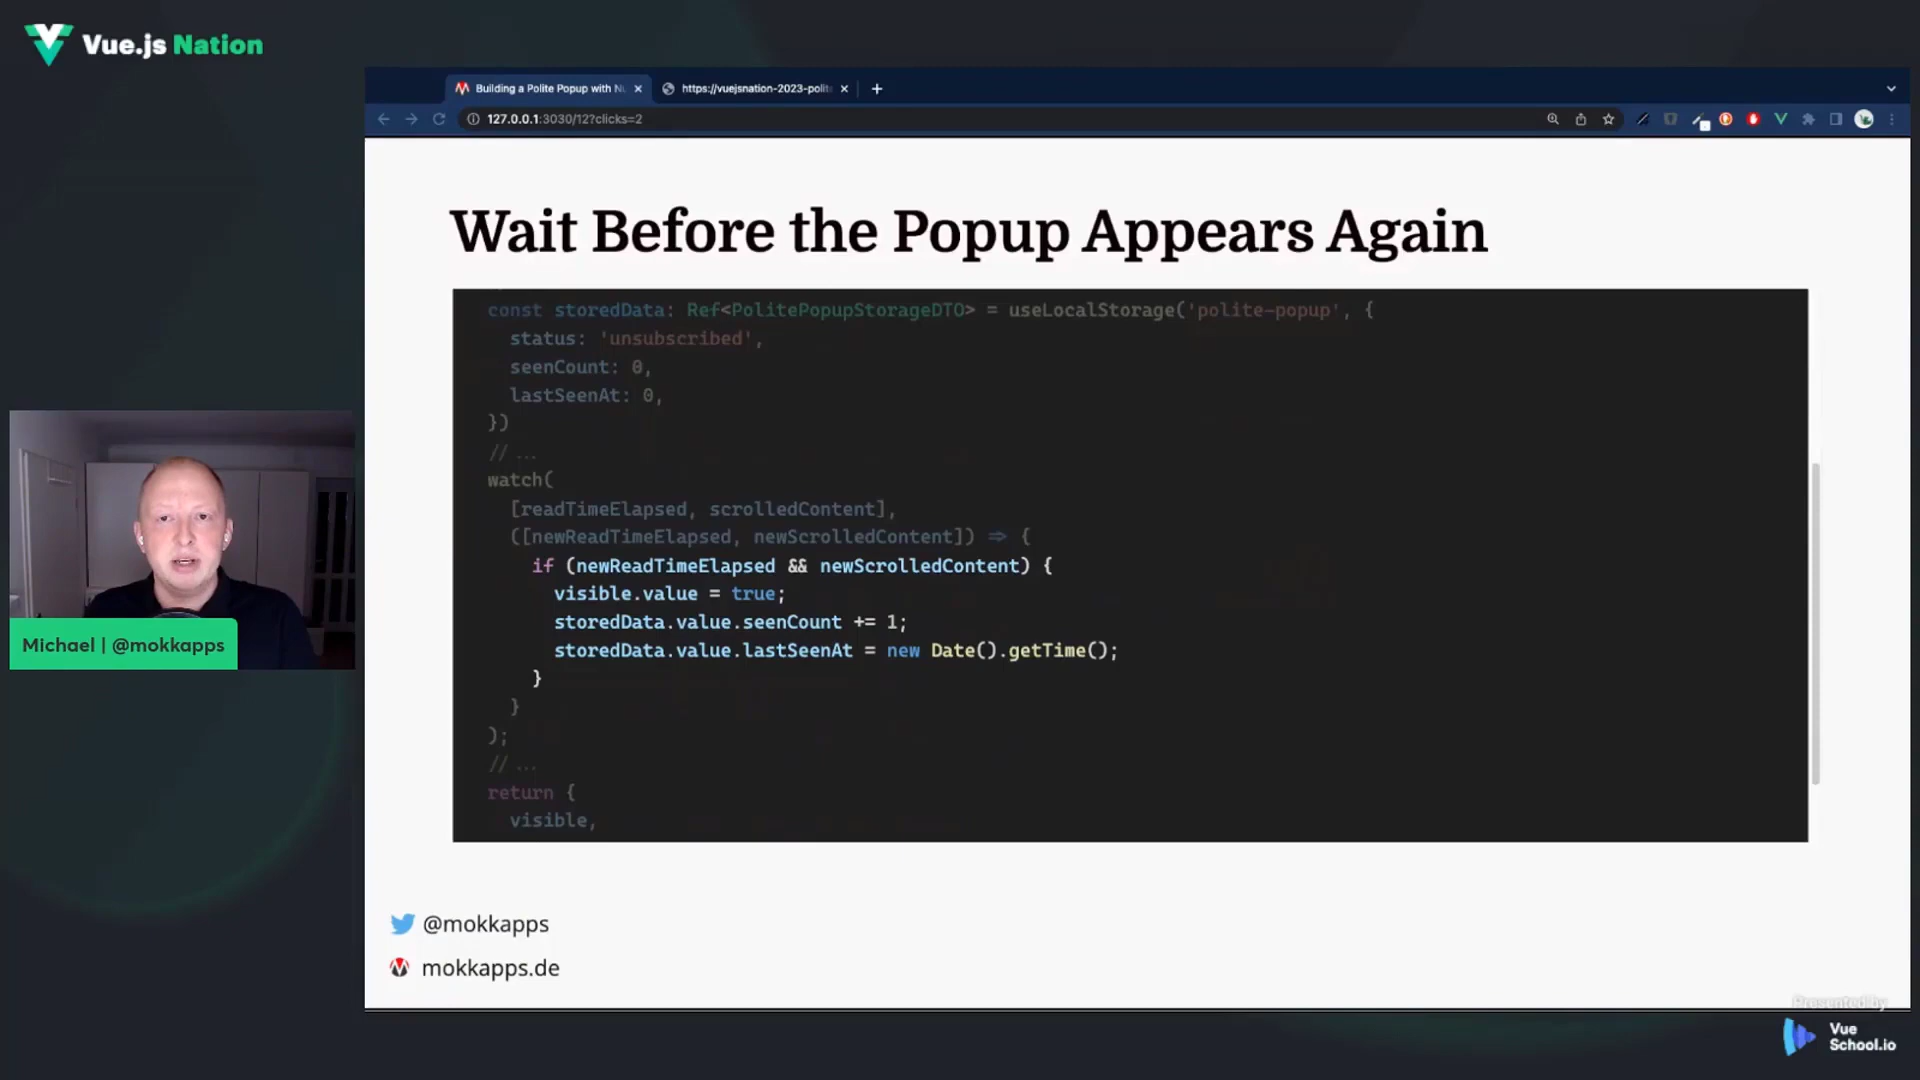 Vue.js Nation
Building a Polite Popup with Nu
https://vuejsnation-2023-polit
127.0.0.1:3030/12?clicks=2
Wait Before the Popup Appears Again
const storedData: Ref<PolitePopupStorageDTO> = useLocalStorage('polite-popup', {
status: 'unsubscribed',
seenCount: 0,
lastSeenAt: 0,
})
// ...
watch(
[readTimeElapsed, scrolledContent],
([newReadTimeElapsed, newScrolledContent]) => {
if (newReadTimeElapsed && newScrolledContent) {
visible.value = true;
storedData.value.seenCount += 1;
storedData.value.lastSeenAt = new Date().getTime();
}
}
);
// ...
return {
visible,
Michael | @mokkapps
@mokkapps
mokkapps.de
Presented by
Vue
School.io